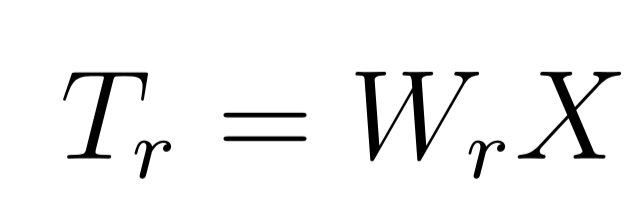 T_r = W_r X